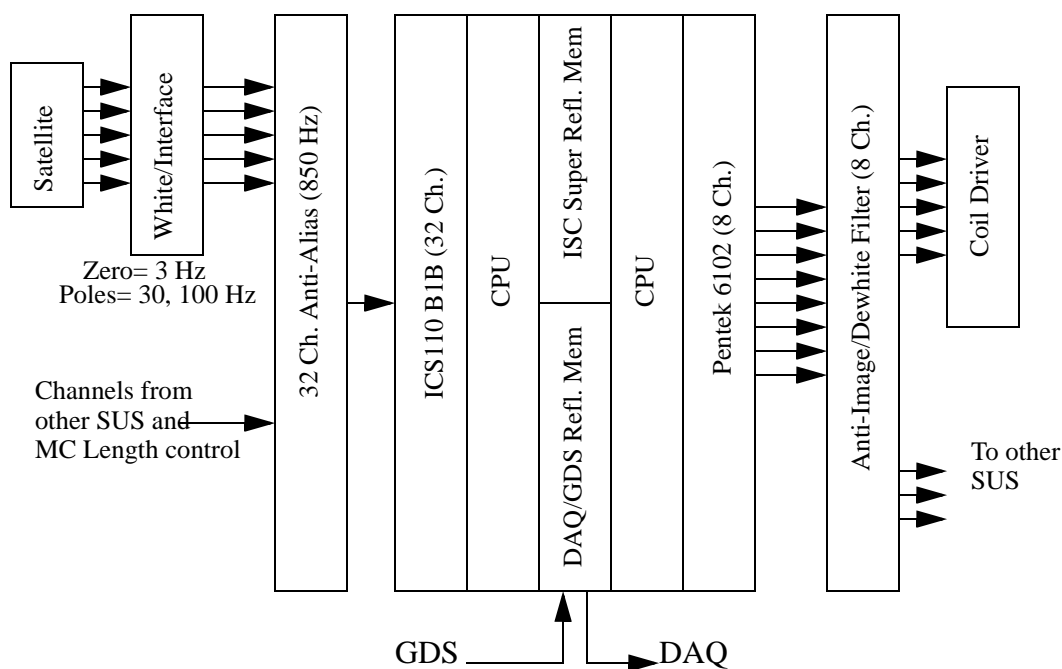 Satellite
White/Interface
Zero= 3 Hz
Poles= 30, 100 Hz
Channels from
other SUS and
MC Length control
32 Ch. Anti-Alias (850 Hz)
ICS110 B1B (32 Ch.)
CPU
ISC Super Refl. Mem
DAQ/GDS Refl. Mem
CPU
Pentek 6102 (8 Ch.)
Anti-Image/Dewhite Filter (8 Ch.)
Coil Driver
To other
SUS
GDS
DAQ